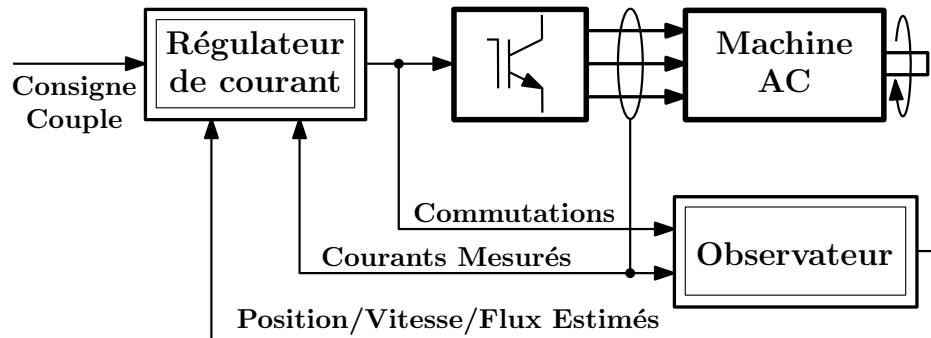 Régulateur
de courant
Machine
AC
Consigne
Couple
Commutations
Courants Mesurés
Observateur
Position/Vitesse/Flux Estimés